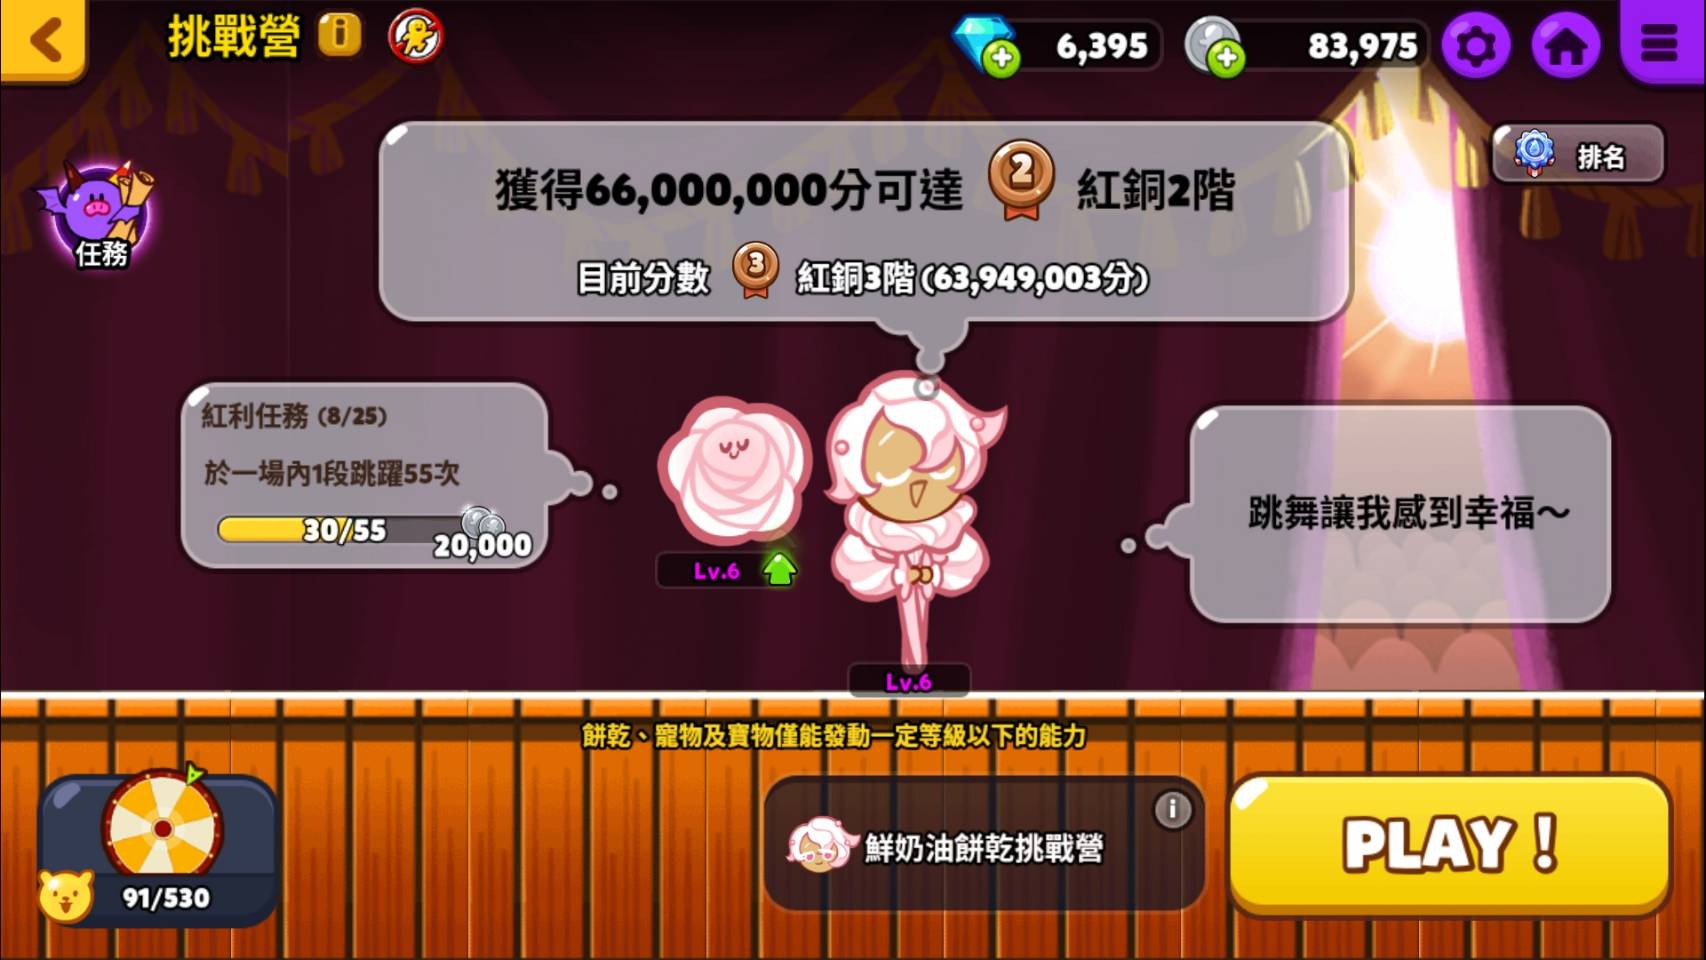 挑戰營
6,395
83,975
排名
任務
獲得66,000,000分可達 2 紅銅2階
目前分數 3 紅銅3階(63,949,003分)
紅利任務 (8/25)
於一場內1段跳躍55次
30/55
20,000
跳舞讓我感到幸福～
Lv.6
Lv.6
餅乾、寵物及寶物僅能發動一定等級以下的能力
91/530
鮮奶油餅乾挑戰營
PLAY！